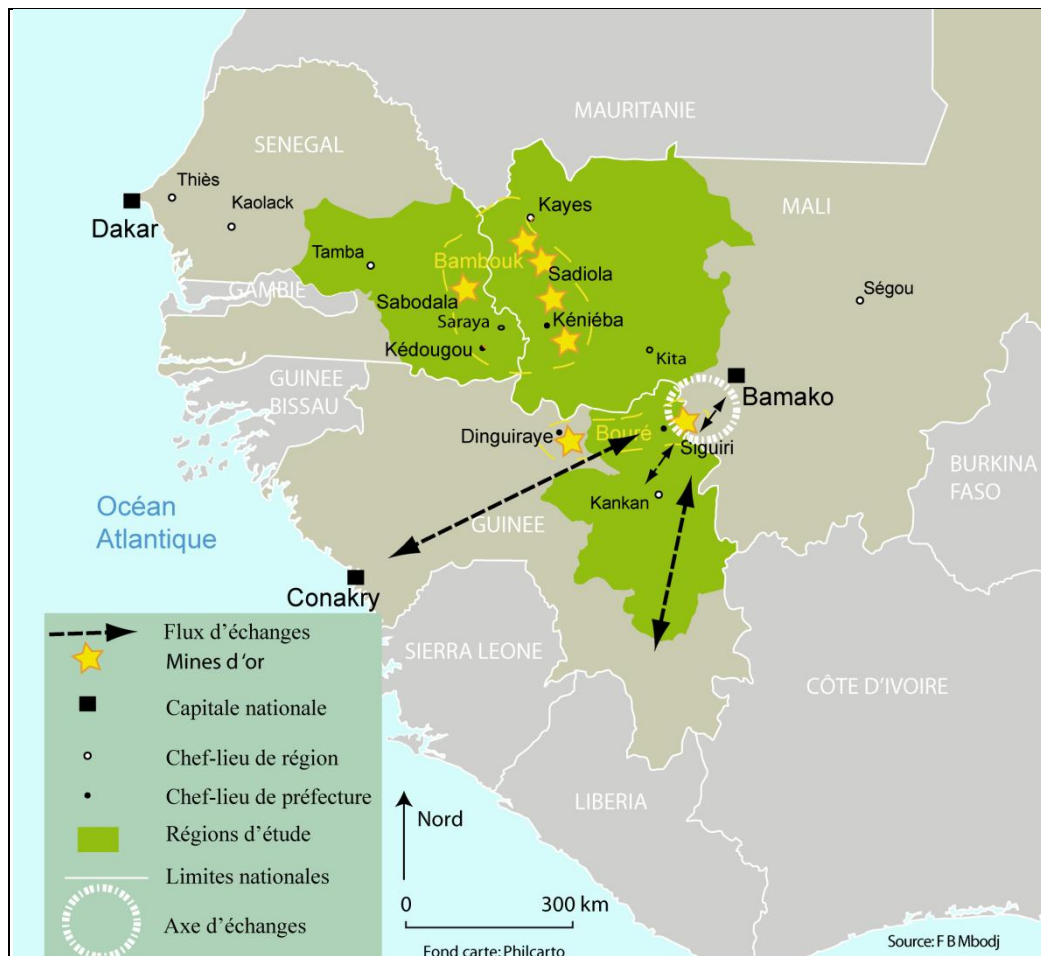 MAURITANIE
SENEGAL
Thiès
Kayes
Dakar
Kaolack
MALI
Tamba
Bambouk
Sadiola
GAMBIE
Sabodala
Ségou
Saraya
Kéniéba
Kédougou
Kita
GUINEE
BISSAU
Bamako
Dinguiraye
Bouré
Siguiri
BURKINA
FASO
Kankan
Océan
Atlantique
GUINEE
Conakry
SIERRA LEONE
CÔTE D'IVOIRE
LIBERIA
Flux d'échanges
Mines d'or
Capitale nationale
Chef-lieu de région
Chef-lieu de préfecture
Régions d'étude
Limites nationales
Axe d'échanges
Nord
0 300 km
Fond carte: Philcarto
Source: F B Mbodj